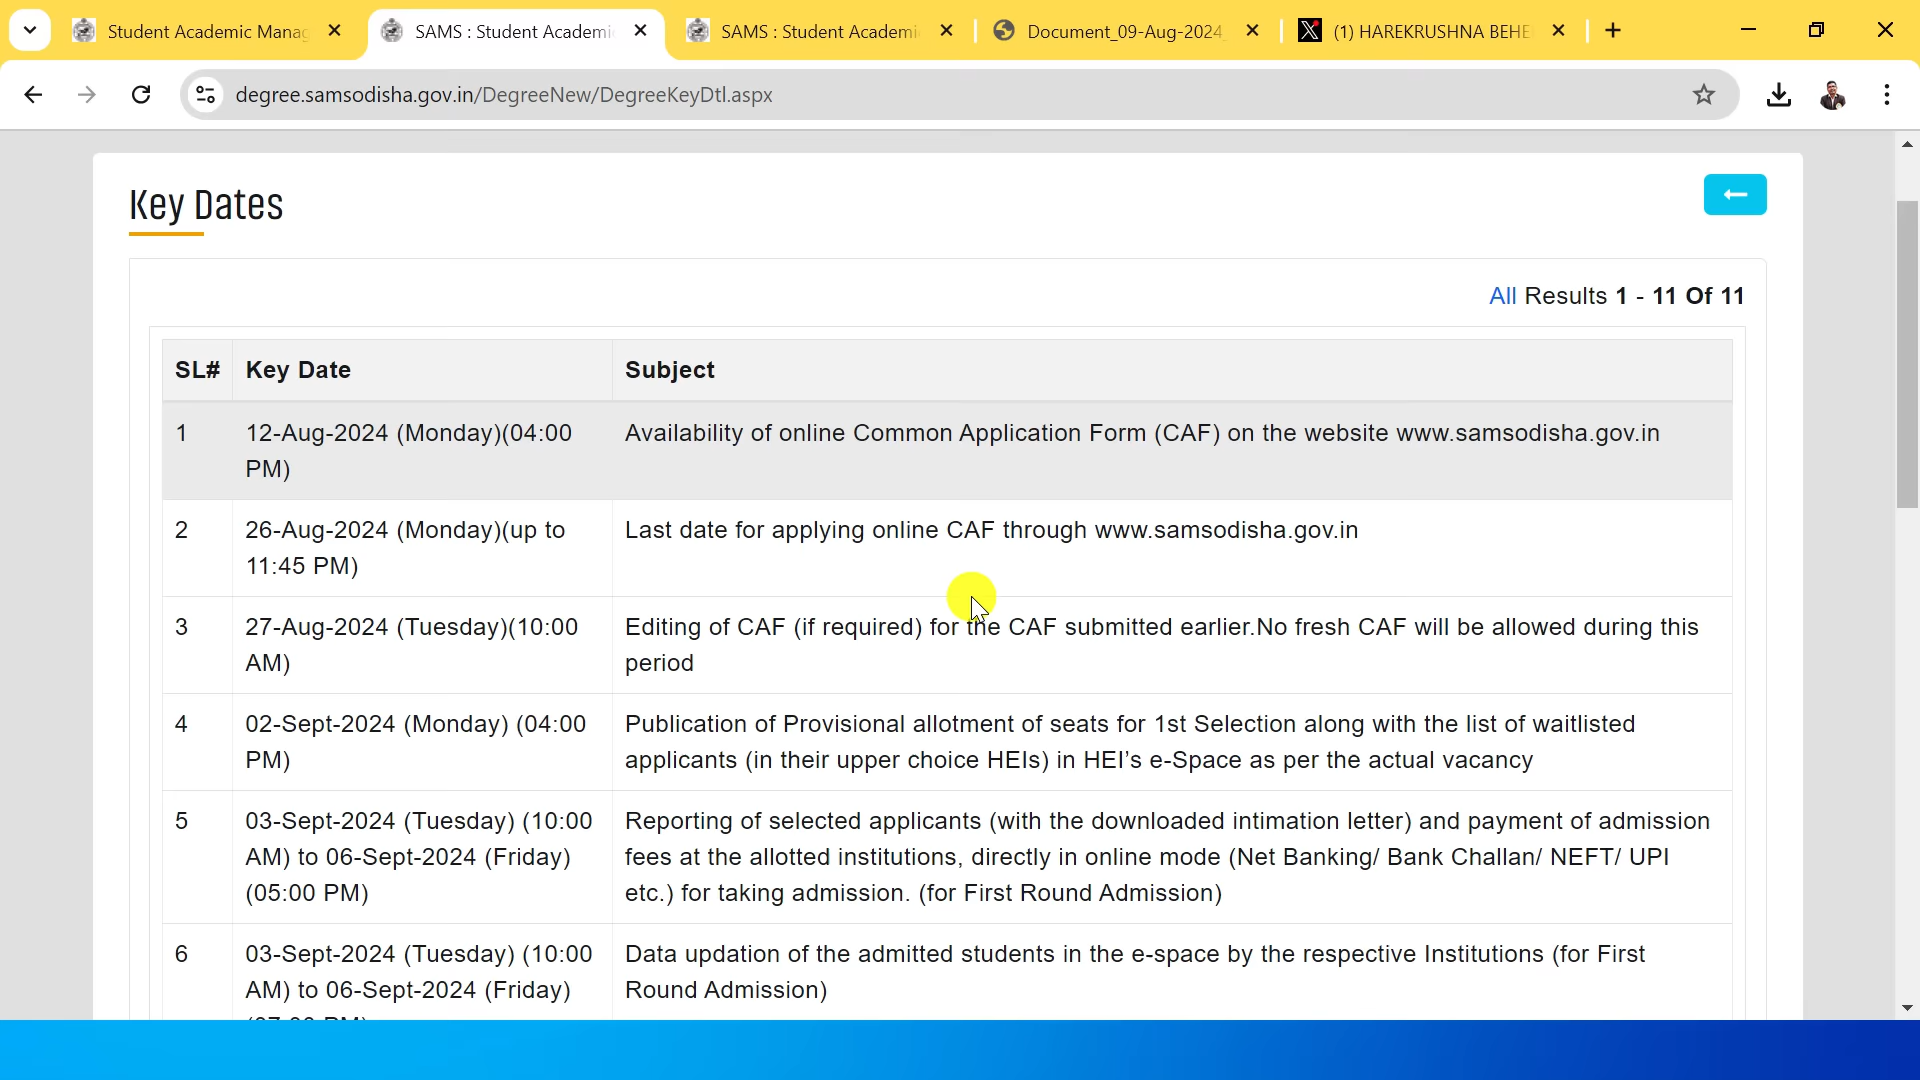 Student Academic Manag
SAMS : Student Academi
SAMS : Student Academi
Document_09-Aug-2024_
(1) HAREKRUSHNA BEHE
degree.samsodisha.gov.in/DegreeNew/DegreeKeyDtl.aspx
Key Dates
All Results 1 - 11 Of 11
SL# Key Date Subject
1 12-Aug-2024 (Monday)(04:00 Availability of online Common Application Form (CAF) on the website www.samsodisha.gov.in
PM)
2 26-Aug-2024 (Monday)(up to Last date for applying online CAF through www.samsodisha.gov.in
11:45 PM)
3 27-Aug-2024 (Tuesday)(10:00 Editing of CAF (if required) for the CAF submitted earlier.No fresh CAF will be allowed during this
AM) period
4 02-Sept-2024 (Monday) (04:00 Publication of Provisional allotment of seats for 1st Selection along with the list of waitlisted
PM) applicants (in their upper choice HEIs) in HEI’s e-Space as per the actual vacancy
5 03-Sept-2024 (Tuesday) (10:00 Reporting of selected applicants (with the downloaded intimation letter) and payment of admission
AM) to 06-Sept-2024 (Friday) fees at the allotted institutions, directly in online mode (Net Banking/ Bank Challan/ NEFT/ UPI
(05:00 PM) etc.) for taking admission. (for First Round Admission)
6 03-Sept-2024 (Tuesday) (10:00 Data updation of the admitted students in the e-space by the respective Institutions (for First
AM) to 06-Sept-2024 (Friday) Round Admission)